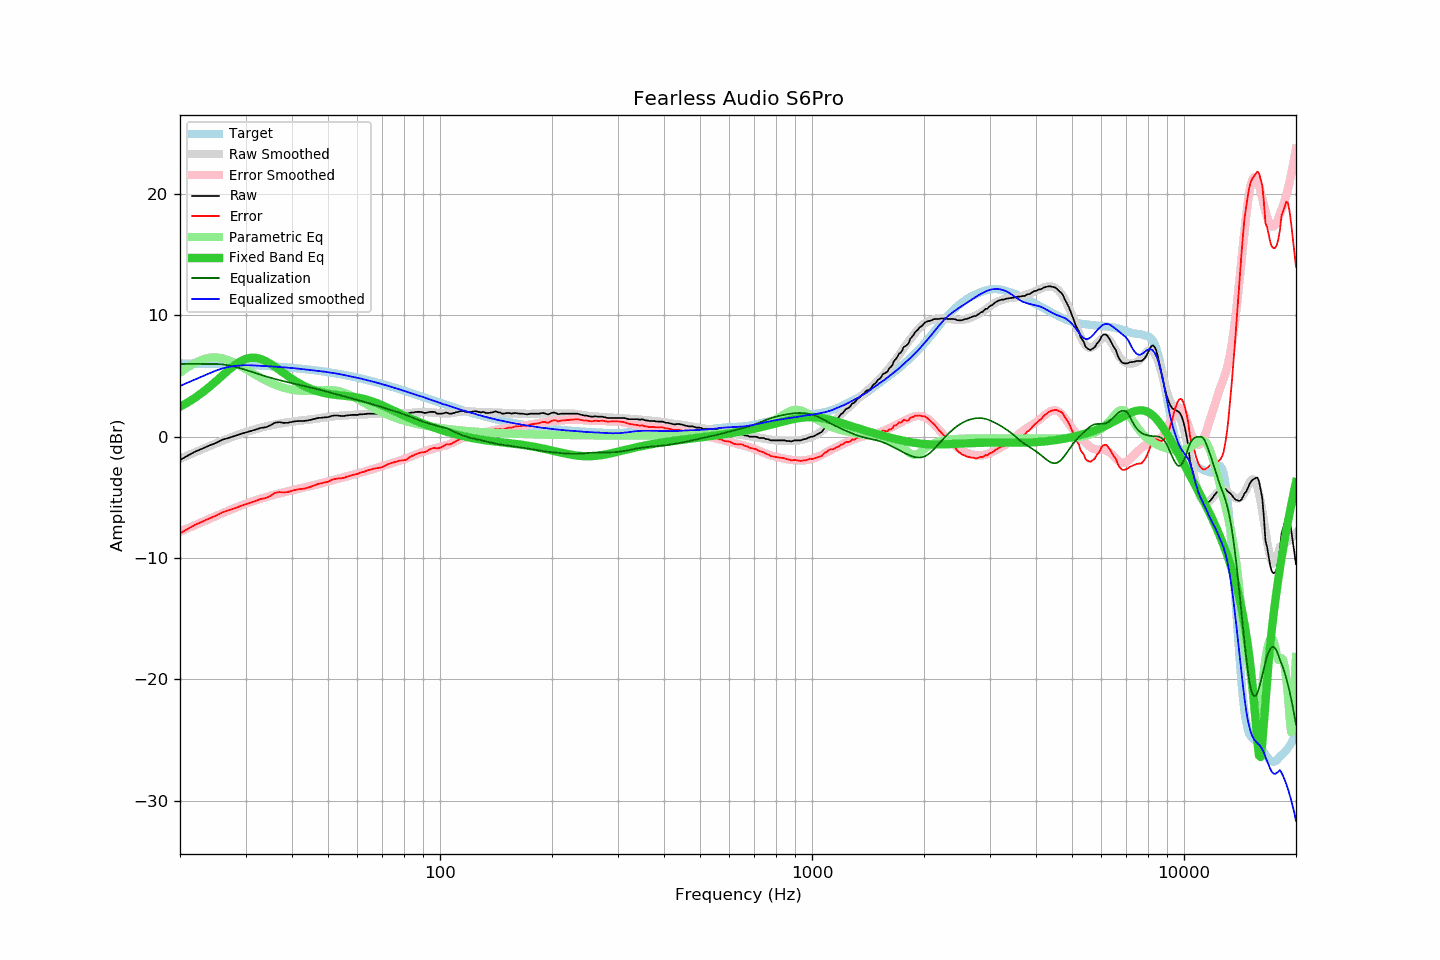 Fearless Audio S6Pro
Target
Raw Smoothed
Error Smoothed
Raw
Error
Parametric Eq
Fixed Band Eq
Equalization
Equalized smoothed
20
10
0
−10
−20
−30
Amplitude (dBr)
100
1000
10000
Frequency (Hz)